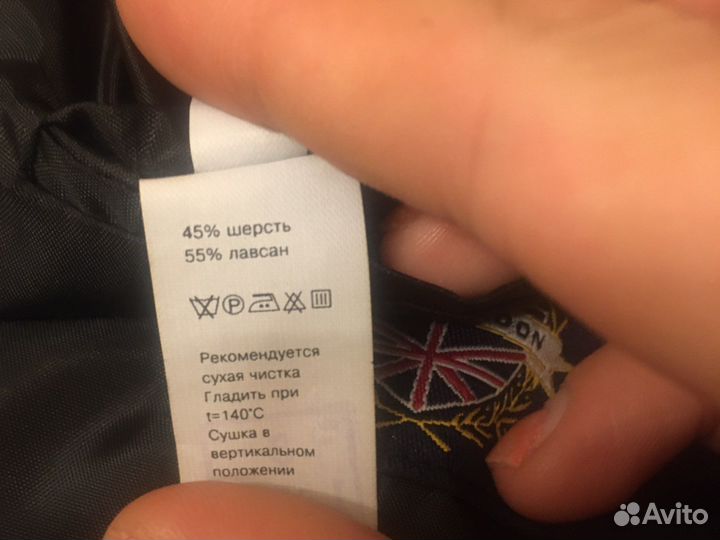 45% шерсть
55% лавсан
P
Рекомендуется
сухая чистка
Гладить при
t=140°C
Сушка в
вертикальном
положении
Avito